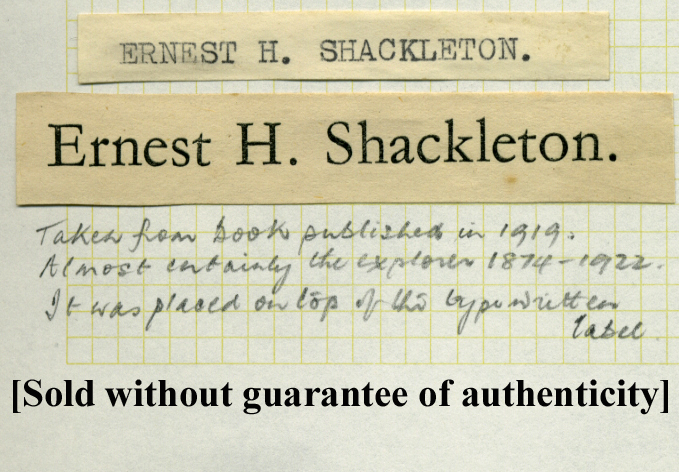 ERNEST H. SHACKLETON.
Ernest H. Shackleton.
Taken from book published in 1919.
Almost certainly the explorer 1874-1922.
It was placed on top of the typewritten
label.
[Sold without guarantee of authenticity]